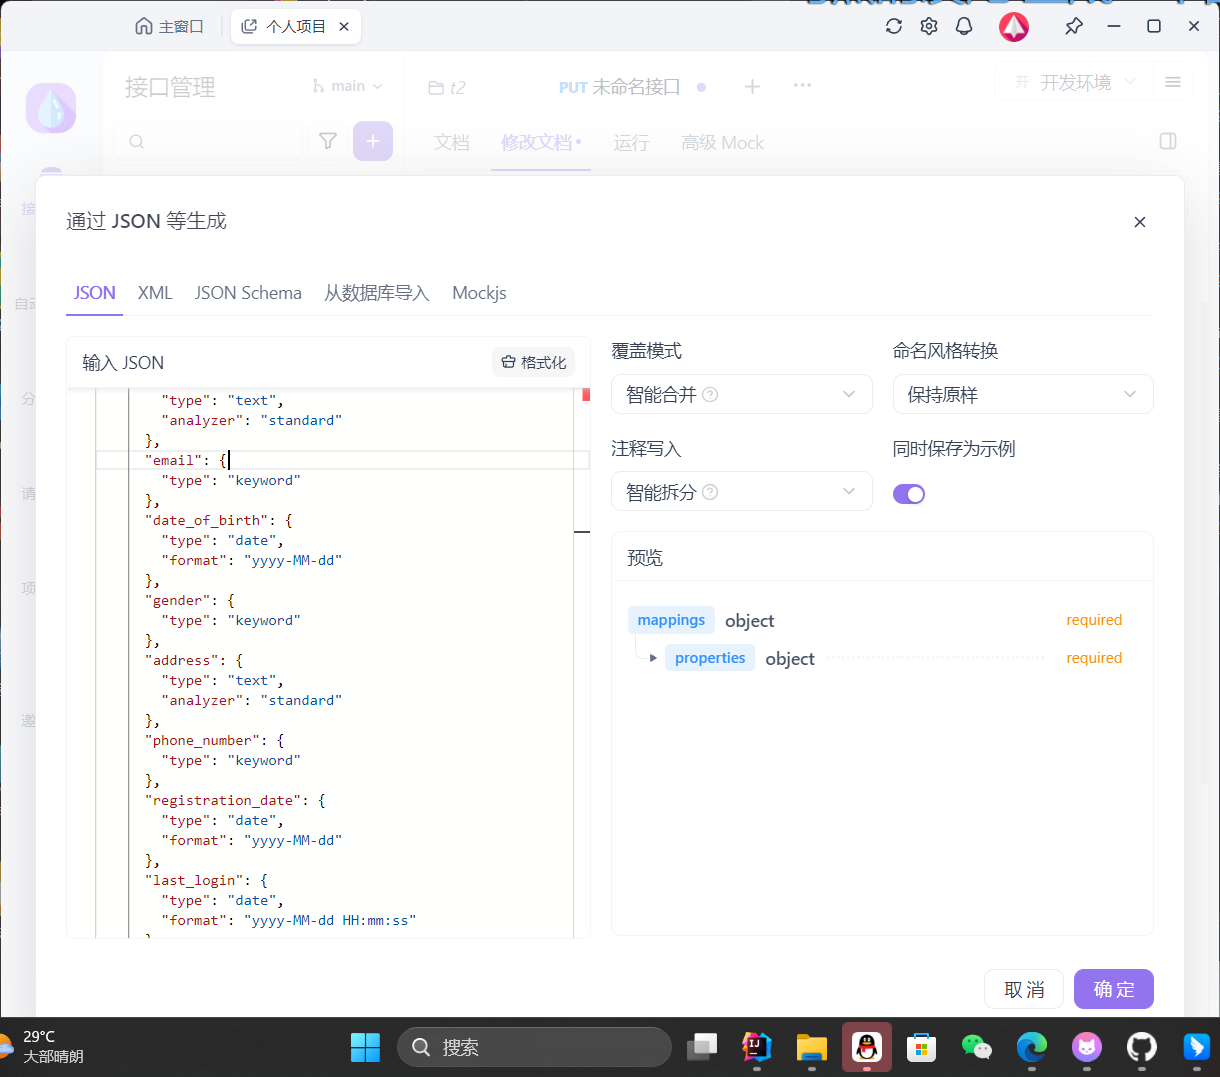 主窗口
个人项目
接口管理
main
t2
PUT 未命名接口
开 开发环境
文档
修改文档
运行
高级 Mock
接
自动
分
请
项
邀
通过 JSON 等生成
JSON
XML
JSON Schema
从数据库导入
Mockjs
输入 JSON
格式化
"type": "text",
"analyzer": "standard"
},
"email": {
"type": "keyword"
},
"date_of_birth": {
"type": "date",
"format": "yyyy-MM-dd"
},
"gender": {
"type": "keyword"
},
"address": {
"type": "text",
"analyzer": "standard"
},
"phone_number": {
"type": "keyword"
},
"registration_date": {
"type": "date",
"format": "yyyy-MM-dd"
},
"last_login": {
"type": "date",
"format": "yyyy-MM-dd HH:mm:ss"
覆盖模式
命名风格转换
智能合并
保持原样
注释写入
同时保存为示例
智能拆分
预览
mappings object required
properties object required
取消
确定
29°C
大部晴朗
搜索